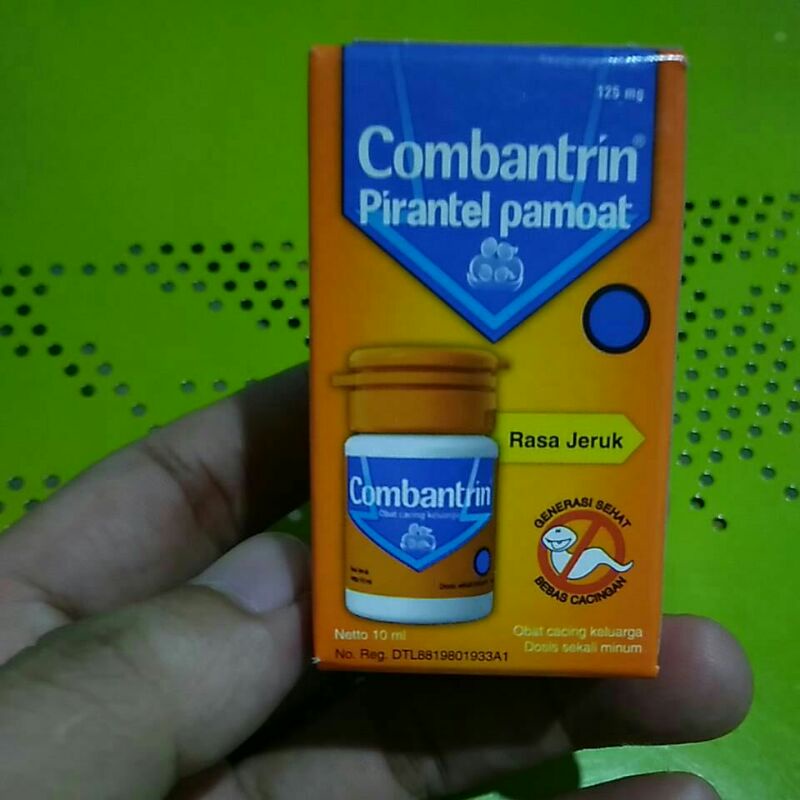 125 mg
Combantrin®
Pirantel pamoat
Rasa Jeruk
Combantrin
Obat cacing keluarga
GENERASI SEHAT
BEBAS CACINGAN
Netto 10 ml
Obat cacing keluarga
Dosis sekali minum
No. Reg. DTL8819801933A1